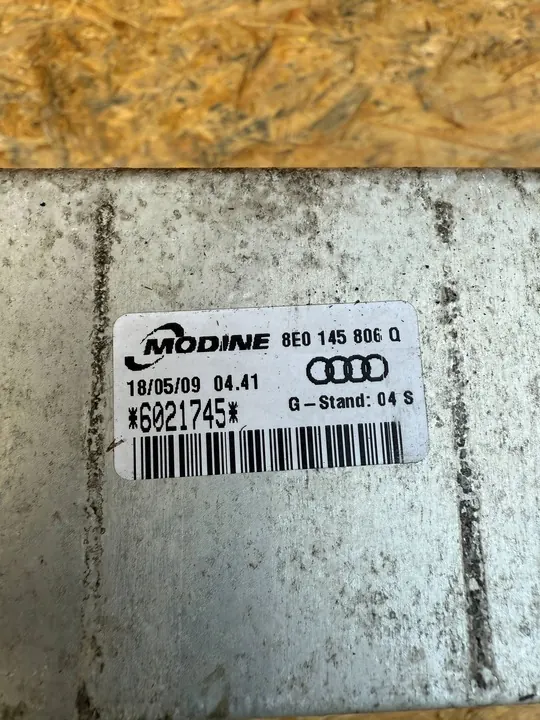 MODINE 8E0 145 806 Q
18/05/09 04.41
*6021745* G-Stand: 04 S